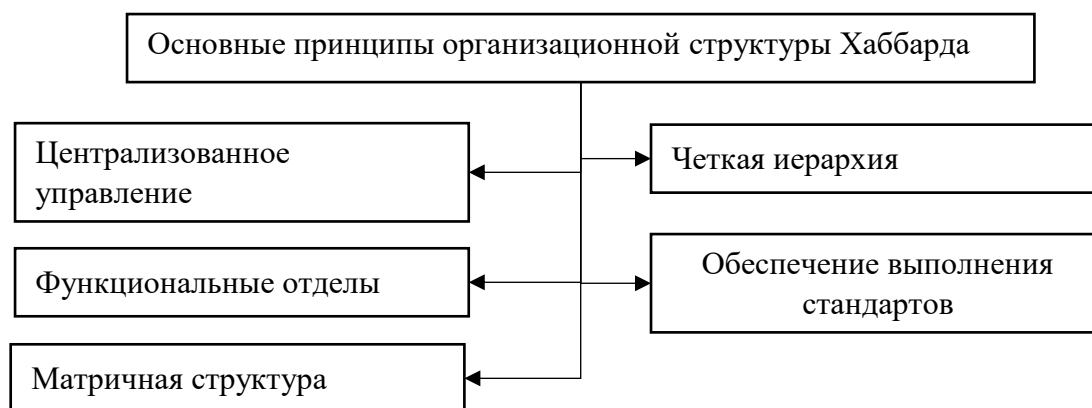 Основные принципы организационной структуры Хаббарда
Централизованное
управление
Четкая иерархия
Функциональные отделы
Обеспечение выполнения
стандартов
Матричная структура